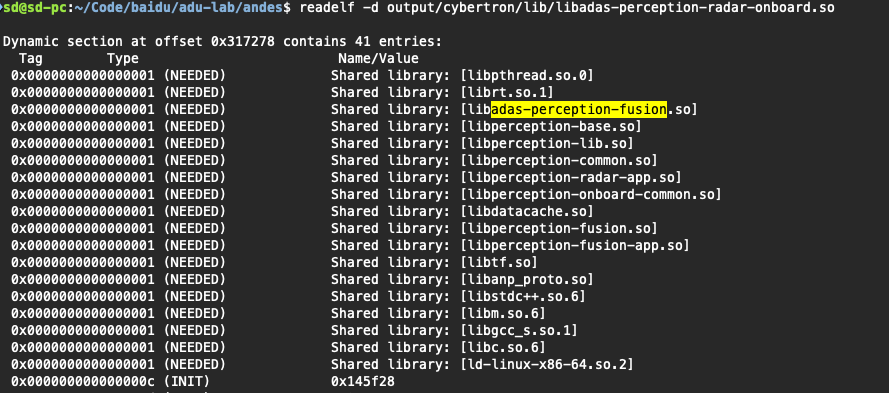 sd@sd-pc:~/Code/baidu/adu-lab/andes$ readelf -d output/cybertron/lib/libadas-perception-radar-onboard.so
Dynamic section at offset 0x317278 contains 41 entries:
Tag Type Name/Value
0x0000000000000001 (NEEDED) Shared library: [libpthread.so.0]
0x0000000000000001 (NEEDED) Shared library: [librt.so.1]
0x0000000000000001 (NEEDED) Shared library: [libadas-perception-fusion.so]
0x0000000000000001 (NEEDED) Shared library: [libperception-base.so]
0x0000000000000001 (NEEDED) Shared library: [libperception-lib.so]
0x0000000000000001 (NEEDED) Shared library: [libperception-common.so]
0x0000000000000001 (NEEDED) Shared library: [libperception-radar-app.so]
0x0000000000000001 (NEEDED) Shared library: [libperception-onboard-common.so]
0x0000000000000001 (NEEDED) Shared library: [libdatacache.so]
0x0000000000000001 (NEEDED) Shared library: [libperception-fusion.so]
0x0000000000000001 (NEEDED) Shared library: [libperception-fusion-app.so]
0x0000000000000001 (NEEDED) Shared library: [libtf.so]
0x0000000000000001 (NEEDED) Shared library: [libanp_proto.so]
0x0000000000000001 (NEEDED) Shared library: [libstdc++.so.6]
0x0000000000000001 (NEEDED) Shared library: [libm.so.6]
0x0000000000000001 (NEEDED) Shared library: [libgcc_s.so.1]
0x0000000000000001 (NEEDED) Shared library: [libc.so.6]
0x0000000000000001 (NEEDED) Shared library: [ld-linux-x86-64.so.2]
0x000000000000000c (INIT) 0x145f28